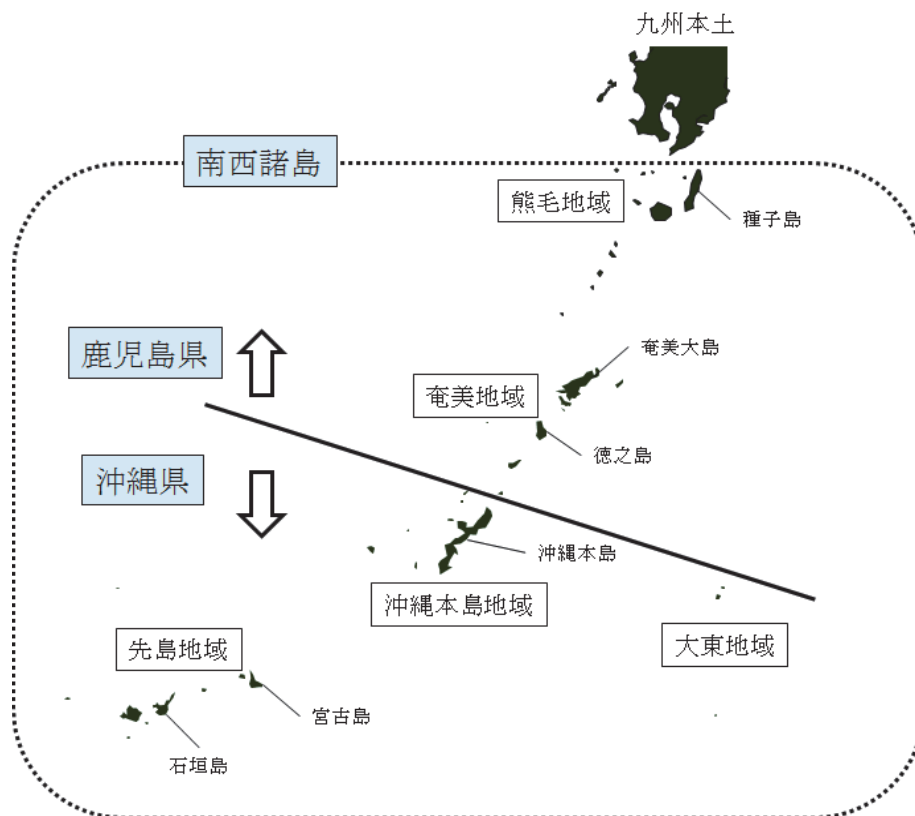 九州本土
南西諸島
熊毛地域
種子島
鹿児島県
奄美大島
奄美地域
徳之島
沖縄県
沖縄本島
沖縄本島地域
大東地域
先島地域
宮古島
石垣島